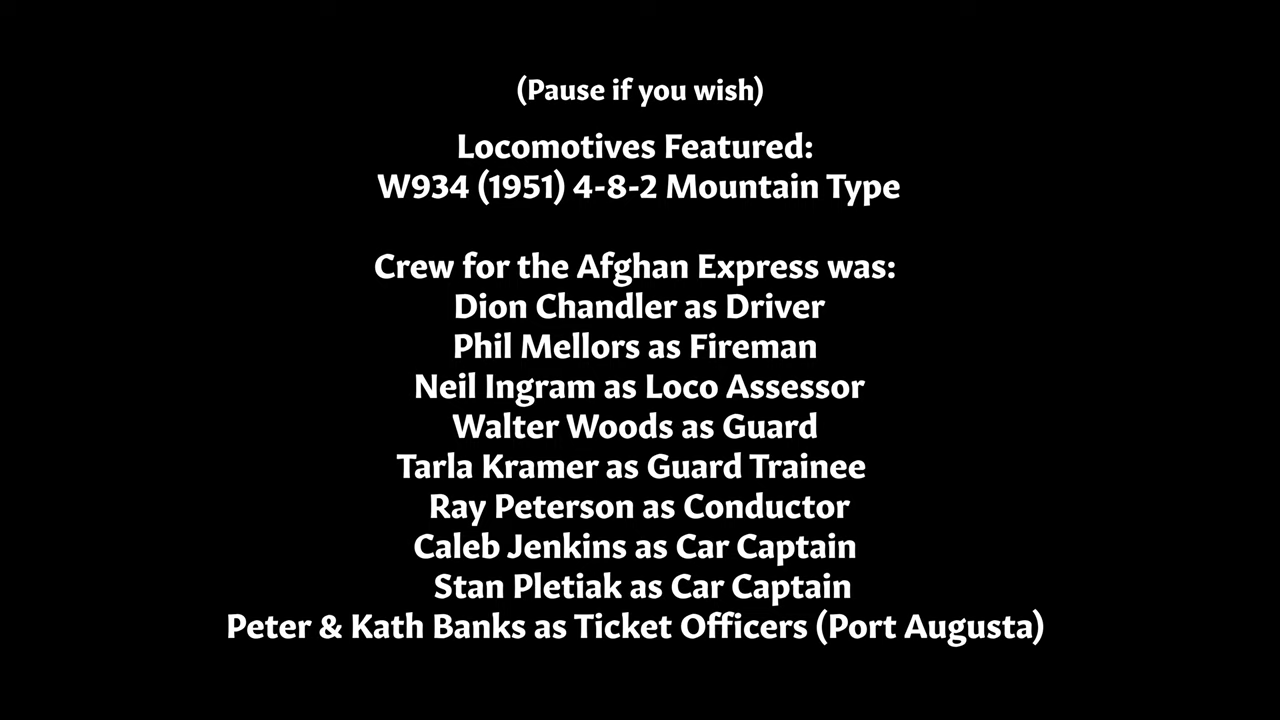 (Pause if you wish)
Locomotives Featured:
W934 (1951) 4-8-2 Mountain Type
Crew for the Afghan Express was:
Dion Chandler as Driver
Phil Mellors as Fireman
Neil Ingram as Loco Assessor
Walter Woods as Guard
Tarla Kramer as Guard Trainee
Ray Peterson as Conductor
Caleb Jenkins as Car Captain
Stan Pletiak as Car Captain
Peter & Kath Banks as Ticket Officers (Port Augusta)